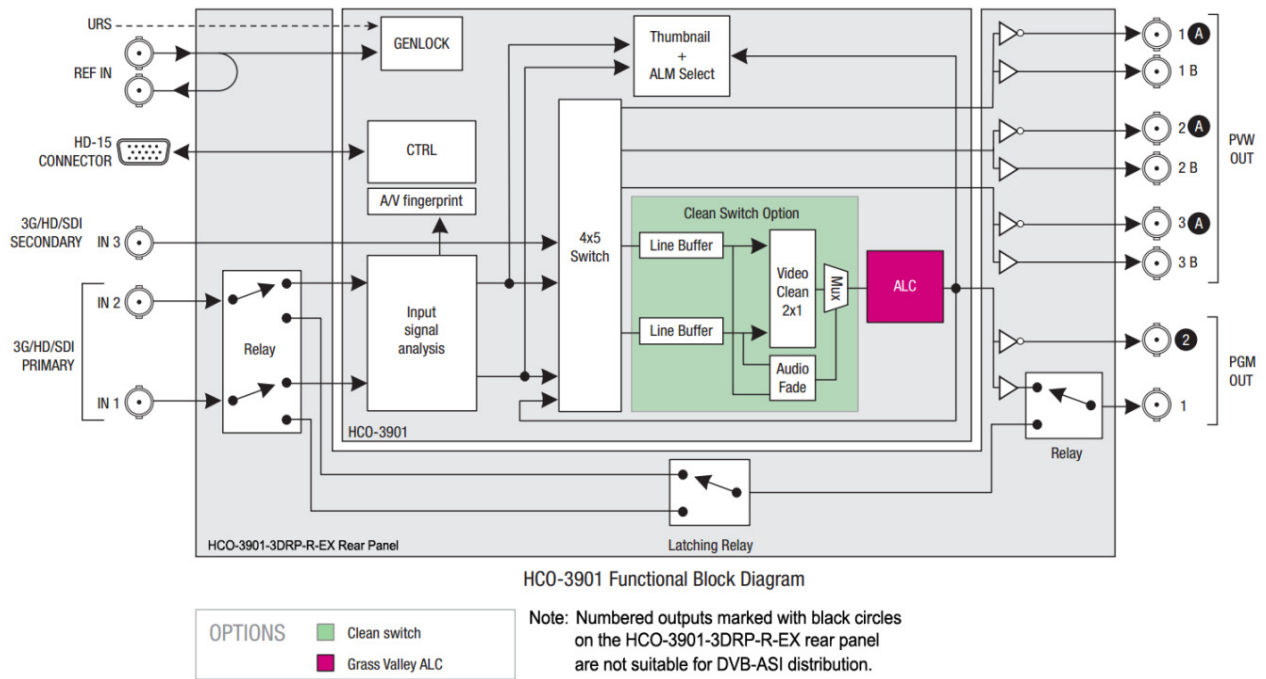 URS
REF IN
GENLOCK
Thumbnail
+
ALM Select
1 A
1 B
HD-15
CONNECTOR
CTRL
A/V fingerprint
2 A
2 B
PVW
OUT
3G/HD/SDI
SECONDARY
IN 3
4x5
Switch
Clean Switch Option
Line Buffer
Video
Clean
2x1
Mux
ALC
3 A
3 B
IN 2
3G/HD/SDI
PRIMARY
IN 1
Relay
Input
signal
analysis
Line Buffer
Audio
Fade
2
1
PGM
OUT
HCO-3901
Relay
HCO-3901-3DRP-R-EX Rear Panel
Latching Relay
HCO-3901 Functional Block Diagram
OPTIONS
Clean switch
Grass Valley ALC
Note: Numbered outputs marked with black circles
on the HCO-3901-3DRP-R-EX rear panel
are not suitable for DVB-ASI distribution.